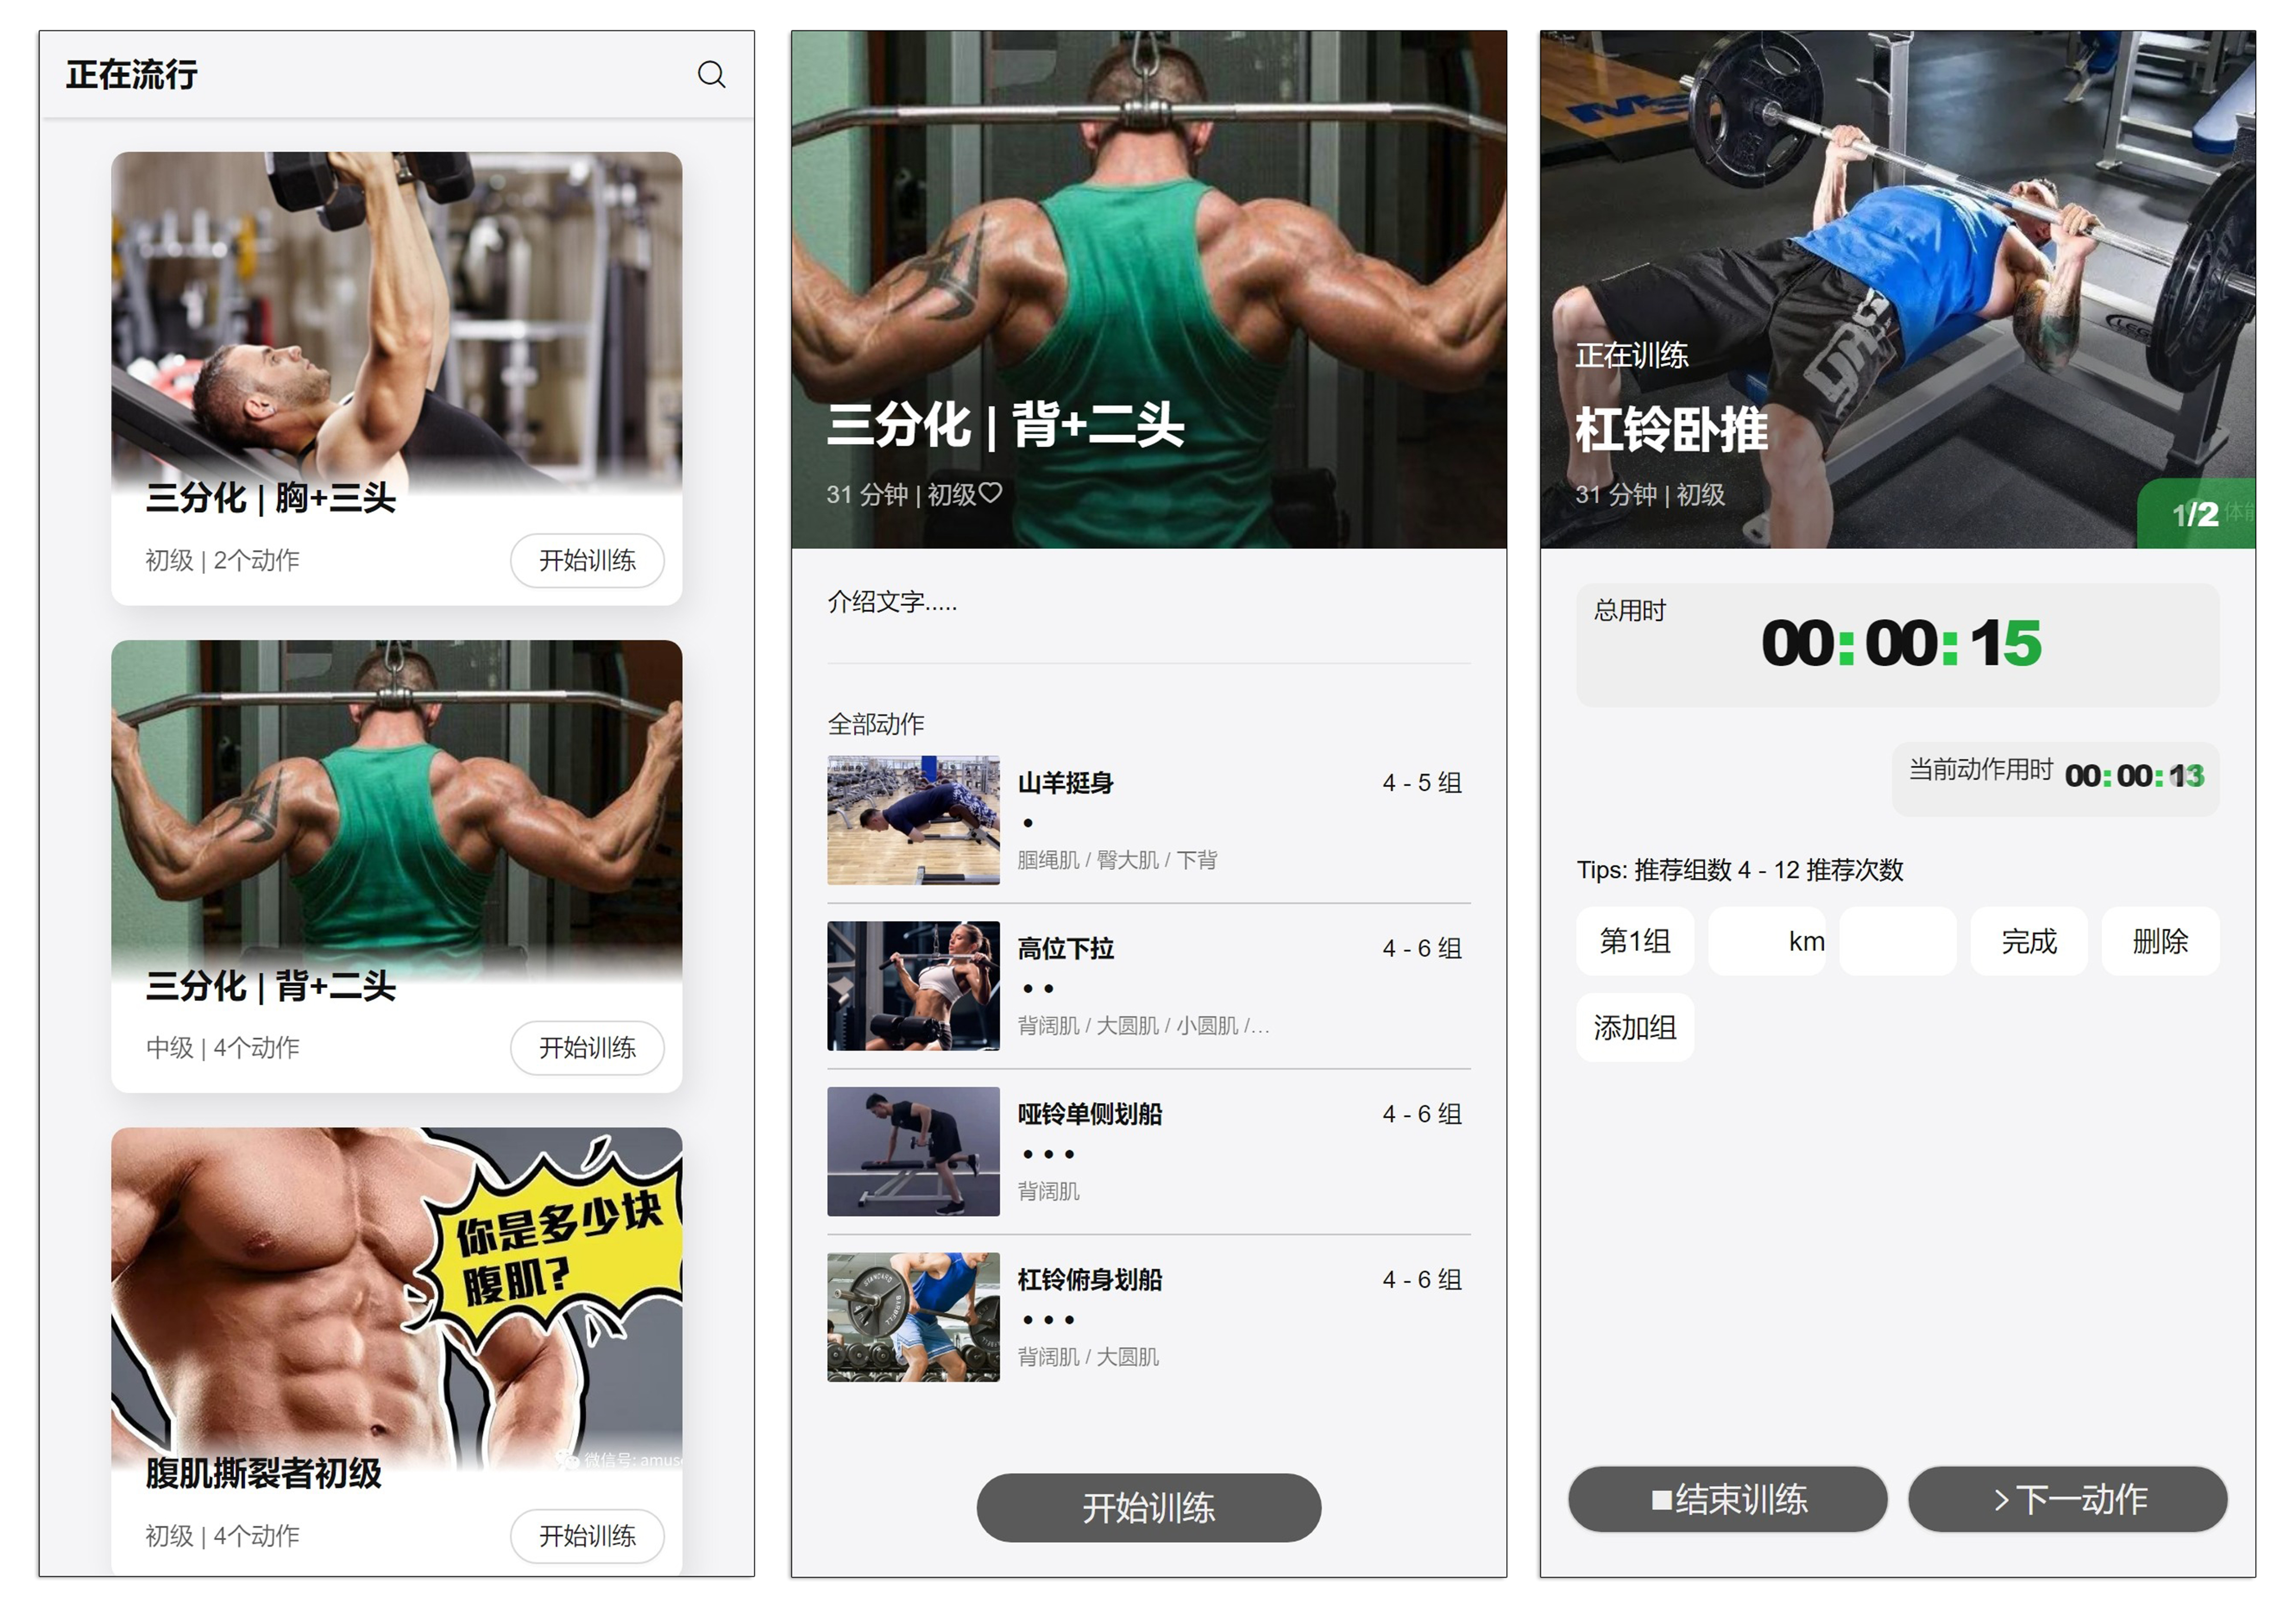 正在流行
三分化 | 胸+三头
初级 | 2个动作
开始训练
三分化 | 背+二头
中级 | 4个动作
开始训练
你是多少块
腹肌?
微信号: amus
腹肌撕裂者初级
初级 | 4个动作
开始训练
三分化 | 背+二头
31 分钟 | 初级
介绍文字.....
全部动作
山羊挺身
4 - 5 组
腘绳肌 / 臀大肌 / 下背
高位下拉
4 - 6 组
背阔肌 / 大圆肌 / 小圆肌 /...
哑铃单侧划船
4 - 6 组
背阔肌
杠铃俯身划船
4 - 6 组
背阔肌 / 大圆肌
开始训练
正在训练
杠铃卧推
31 分钟 | 初级
1/2
总用时
00:00:15
当前动作用时 00:00:13
Tips: 推荐组数 4 - 12 推荐次数
第1组
km
完成
删除
添加组
结束训练
下一动作